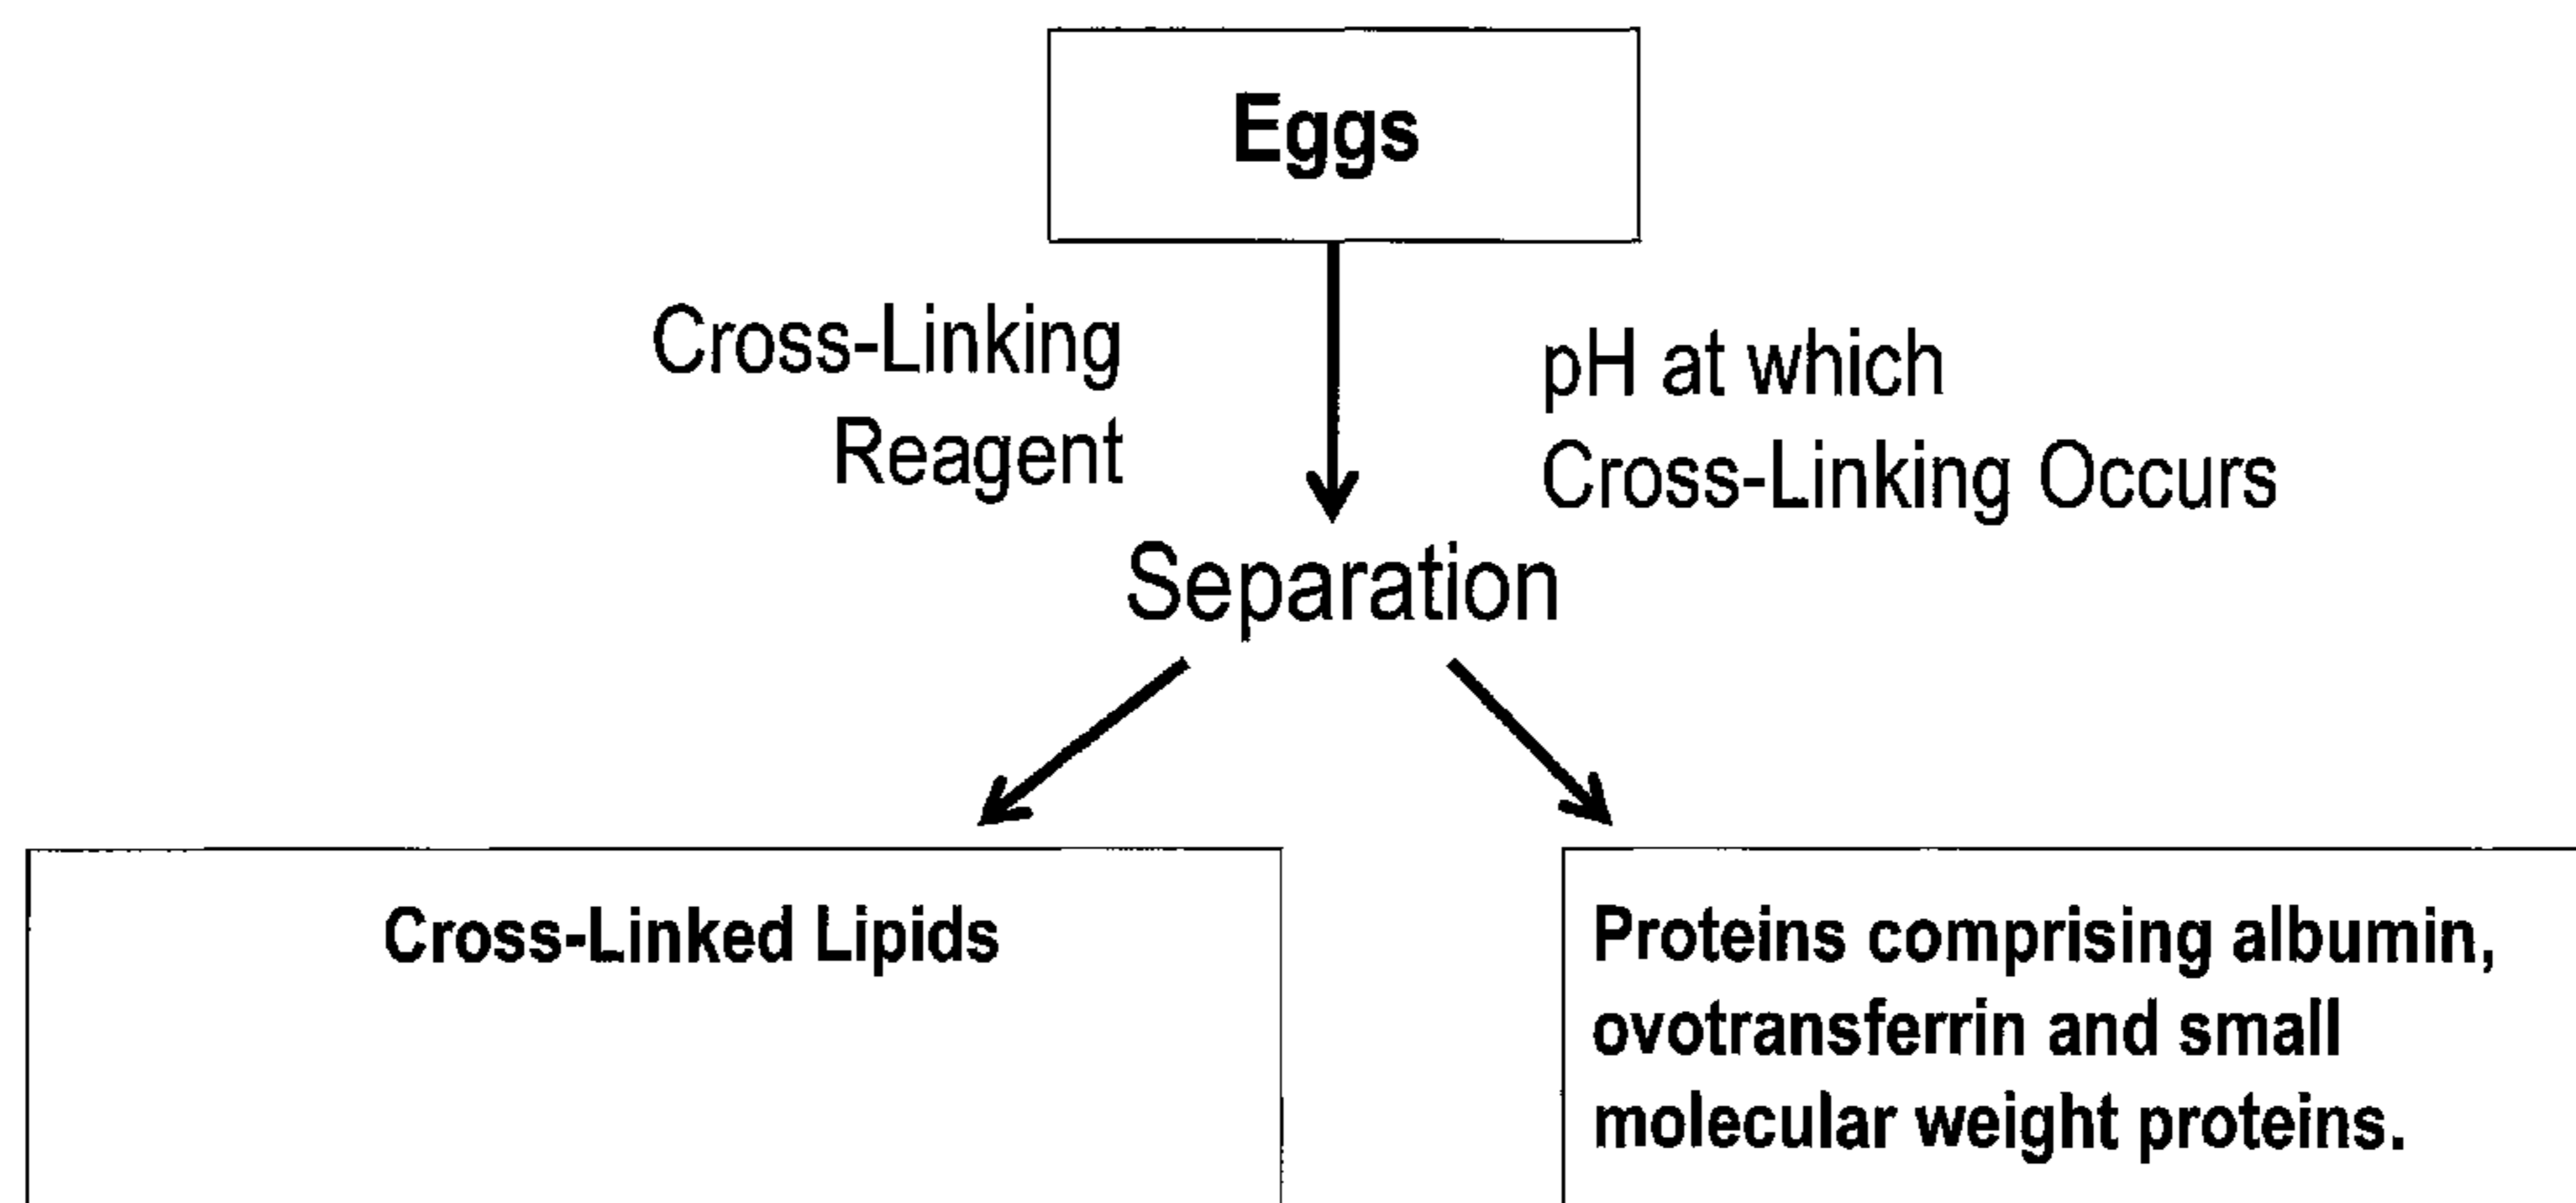 Eggs
Cross-Linking
Reagent
pH at which
Cross-Linking Occurs
Separation
Cross-Linked Lipids
Proteins comprising albumin,
ovotransferrin and small
molecular weight proteins.